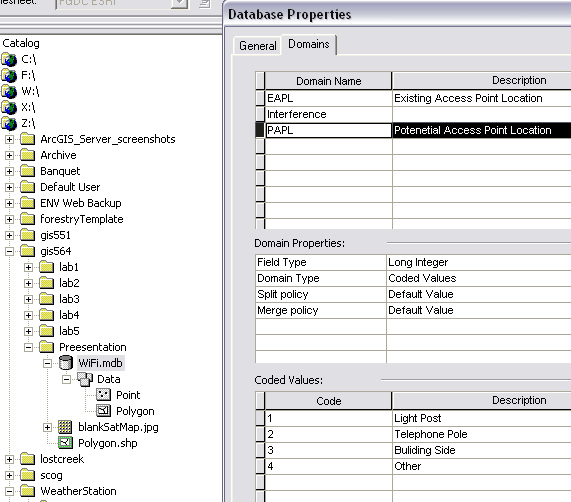 esheet: FGDC ESRI
Catalog
C:\
F:\
W:\
X:\
Z:\
ArcGIS_Server_screenshots
Archive
Banquet
Default User
ENV Web Backup
forestryTemplate
gis551
gis564
lab1
lab2
lab3
lab4
lab5
Preesentation
WiFi.mdb
Data
Point
Polygon
blankSatMap.jpg
Polygon.shp
lostcreek
scog
WeatherStation
Database Properties
General Domains
Domain Name Description
EAPL Existing Access Point Location
Interference
PAPL Potenetial Access Point Location
Domain Properties:
Field Type Long Integer
Domain Type Coded Values
Split policy Default Value
Merge policy Default Value
Coded Values:
Code Description
1 Light Post
2 Telephone Pole
3 Buliding Side
4 Other